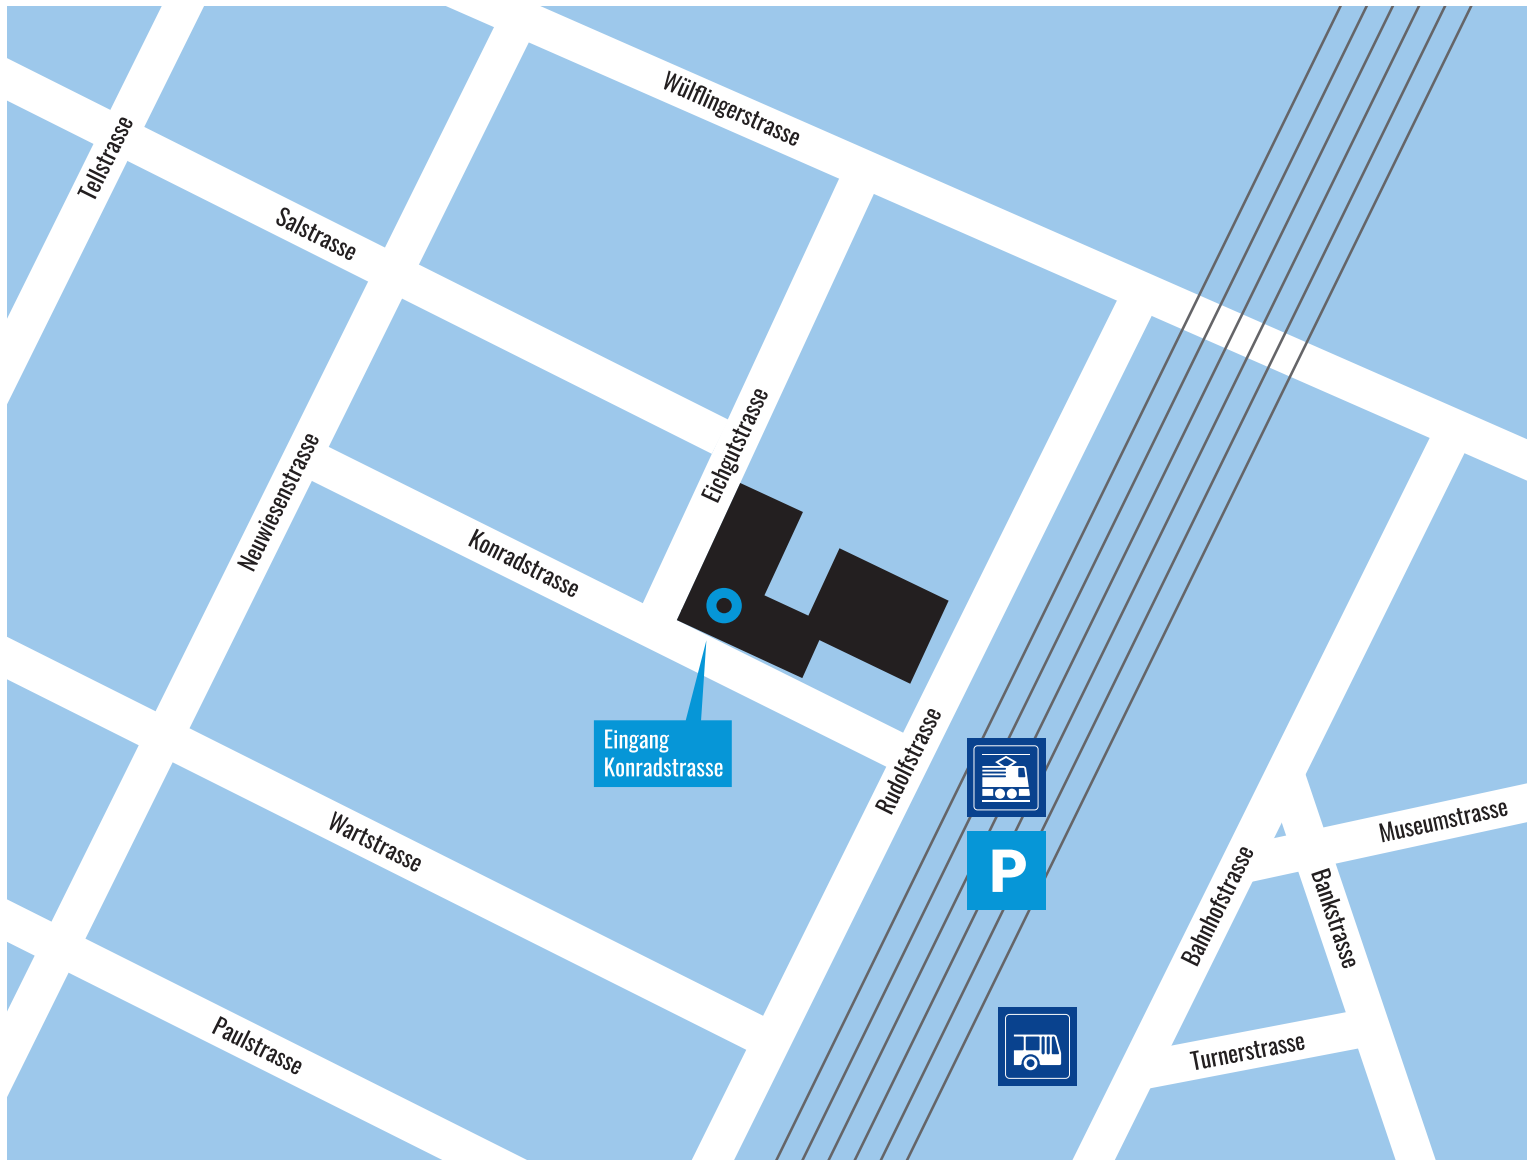 Wülflingerstrasse
Tellstrasse
Salstrasse
Eichgutstrasse
Neuwiesenstrasse
Konradstrasse
Eingang
Konradstrasse
Rudolfstrasse
P
Museumstrasse
Wartstrasse
Bahnhofstrasse
Bankstrasse
Paulstrasse
Turnerstrasse